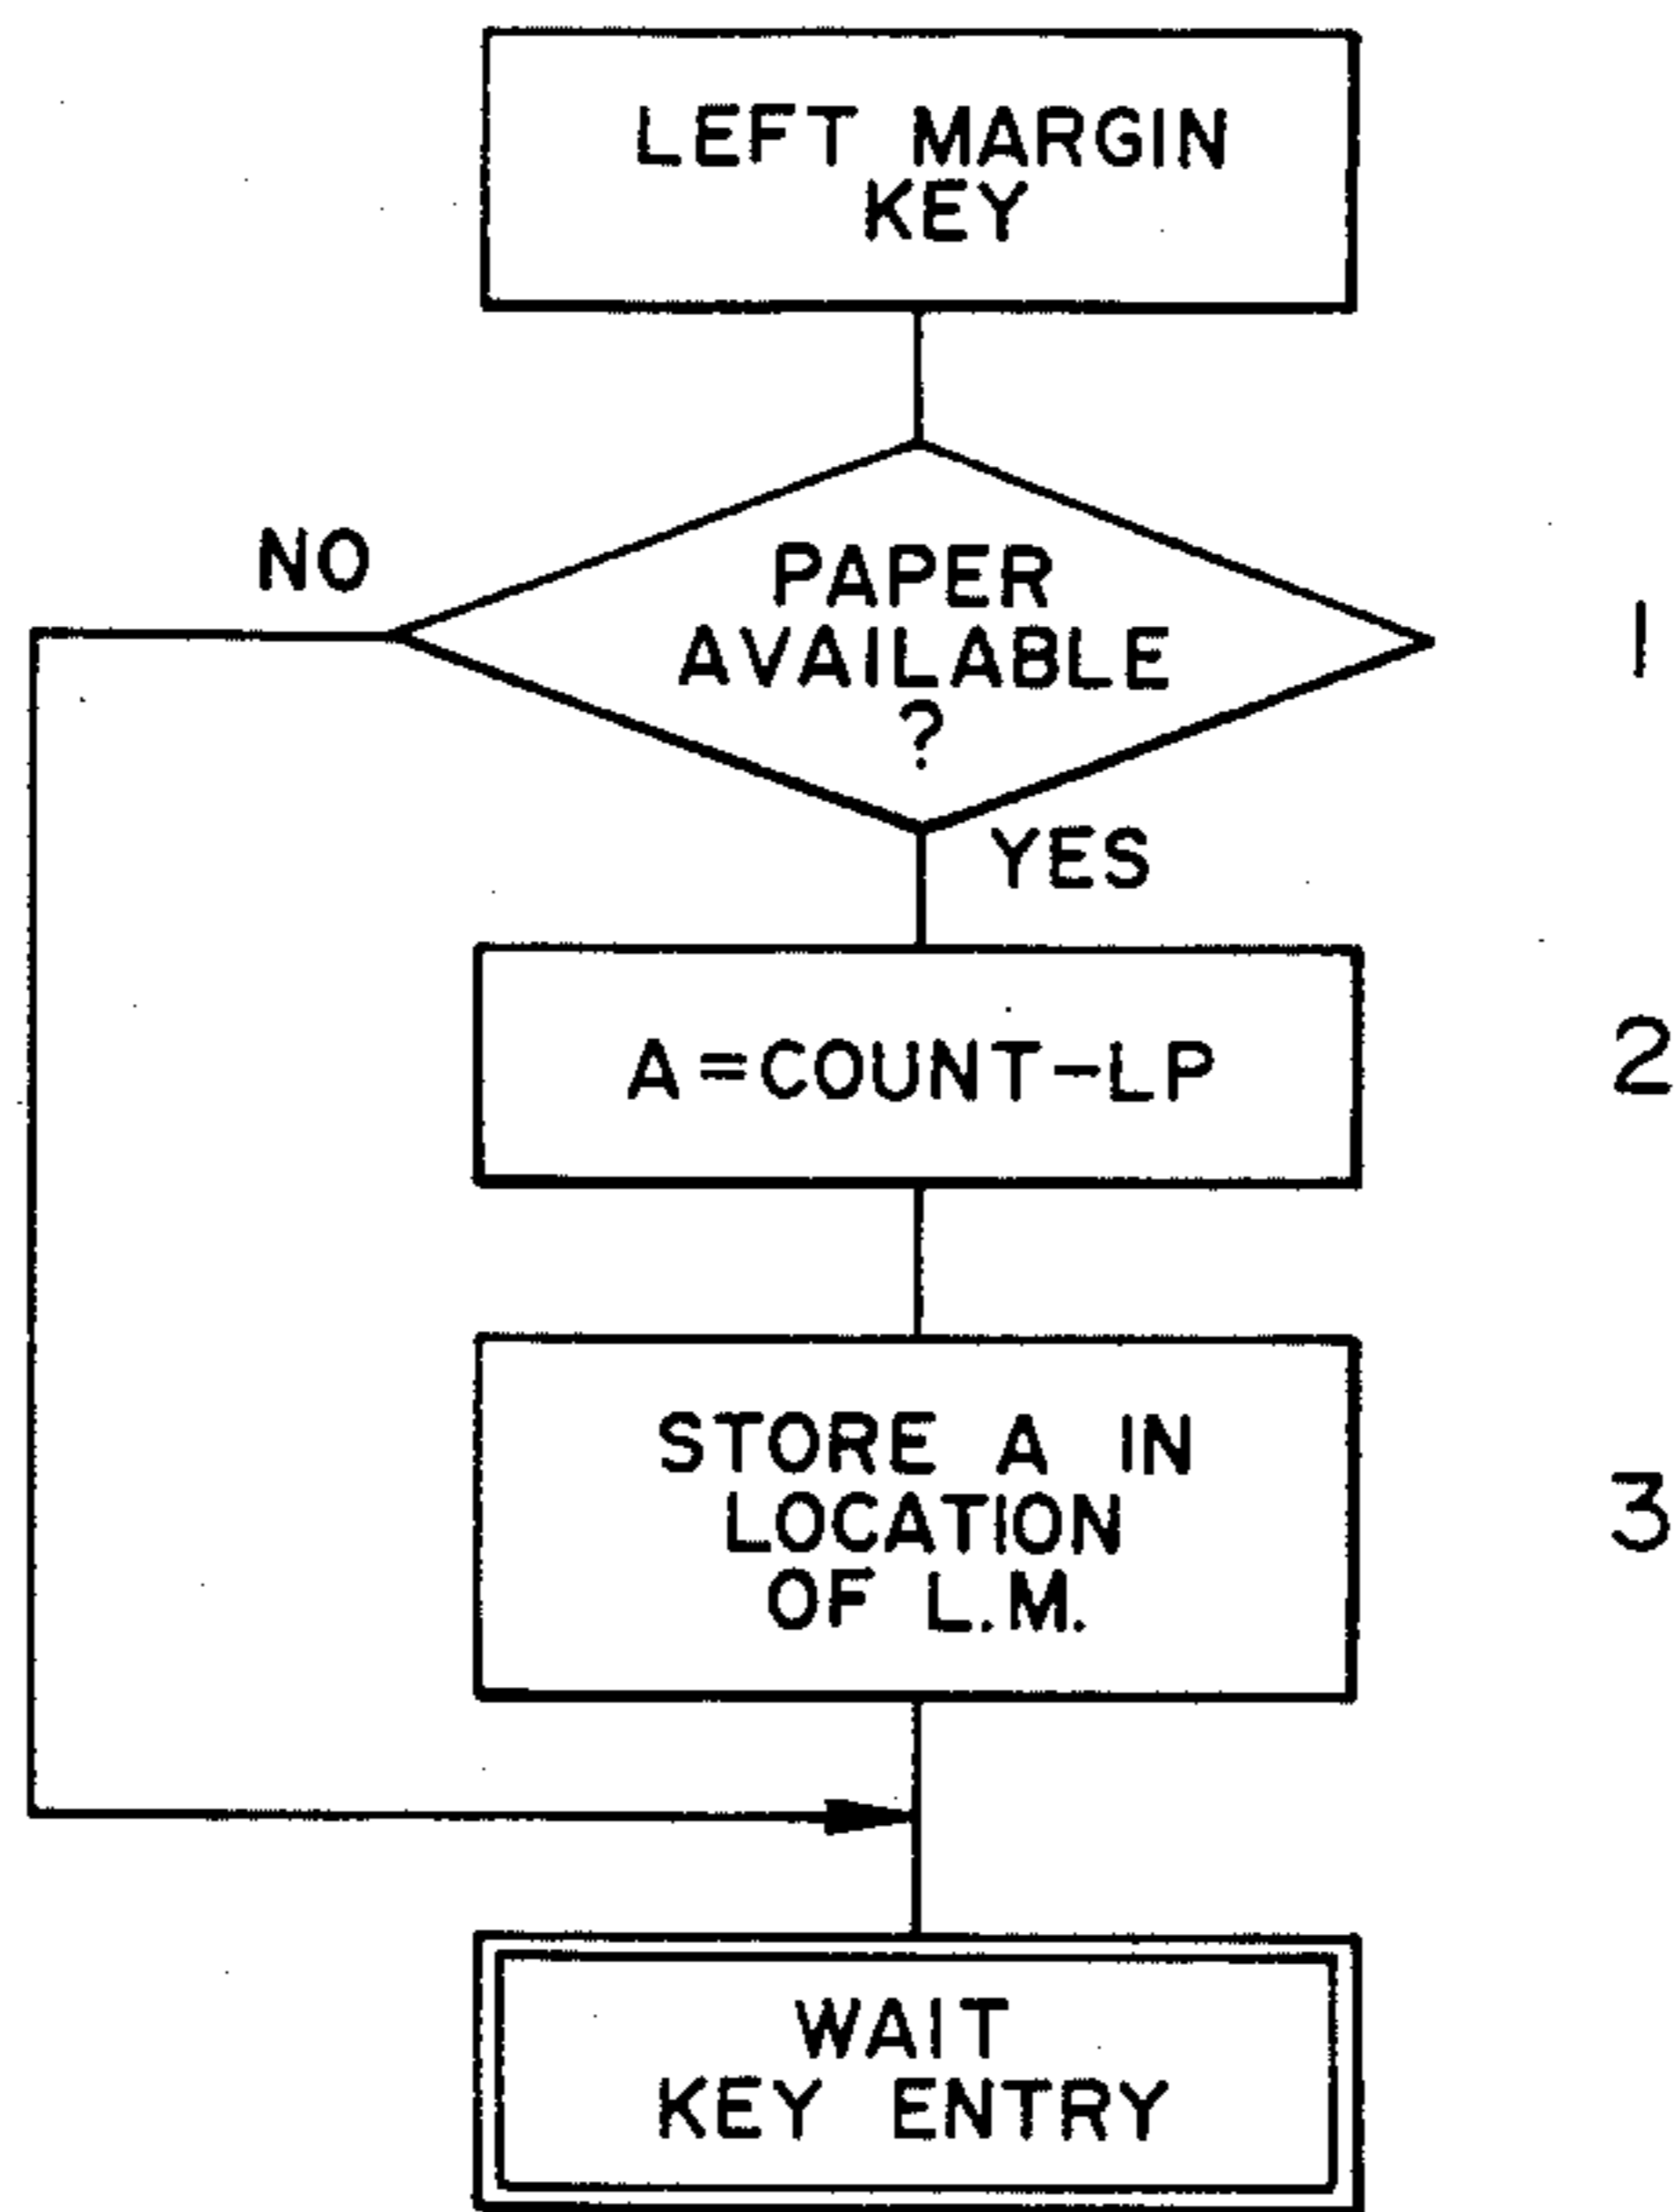 LEFT MARGIN
KEY
NO
PAPER
AVAILABLE
?
1
YES
A=COUNT-LP
2
STORE A IN
LOCATION
OF L.M.
3
WAIT
KEY ENTRY